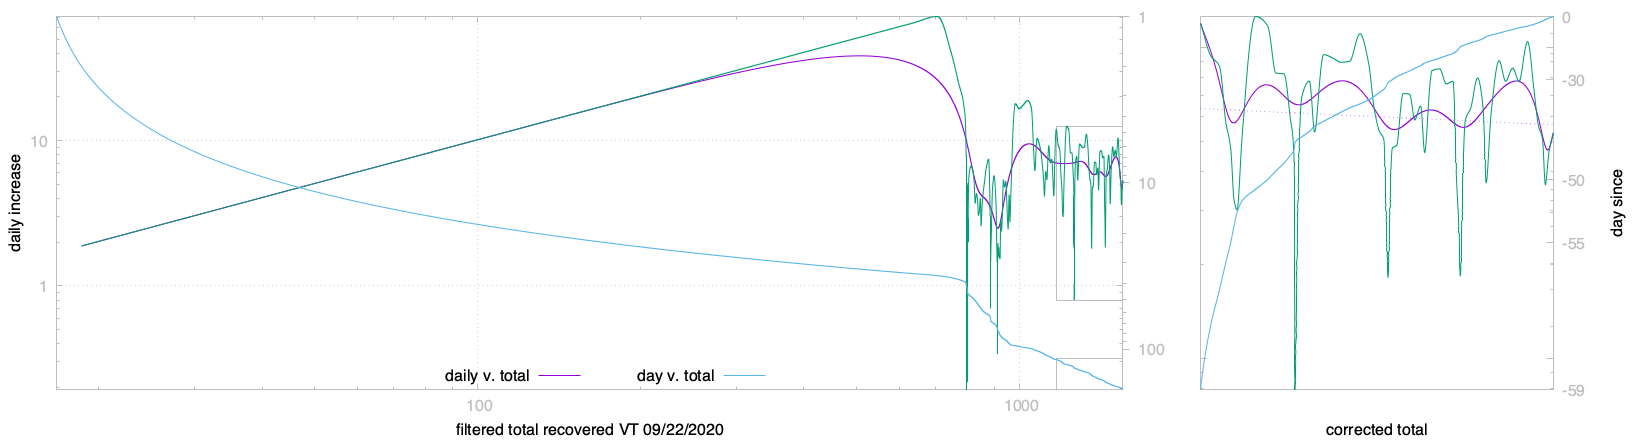 daily increase
10
1
1
10
100
daily v. total
day v. total
100
1000
filtered total recovered VT 09/22/2020
0
-30
-50
-55
-59
day since
corrected total